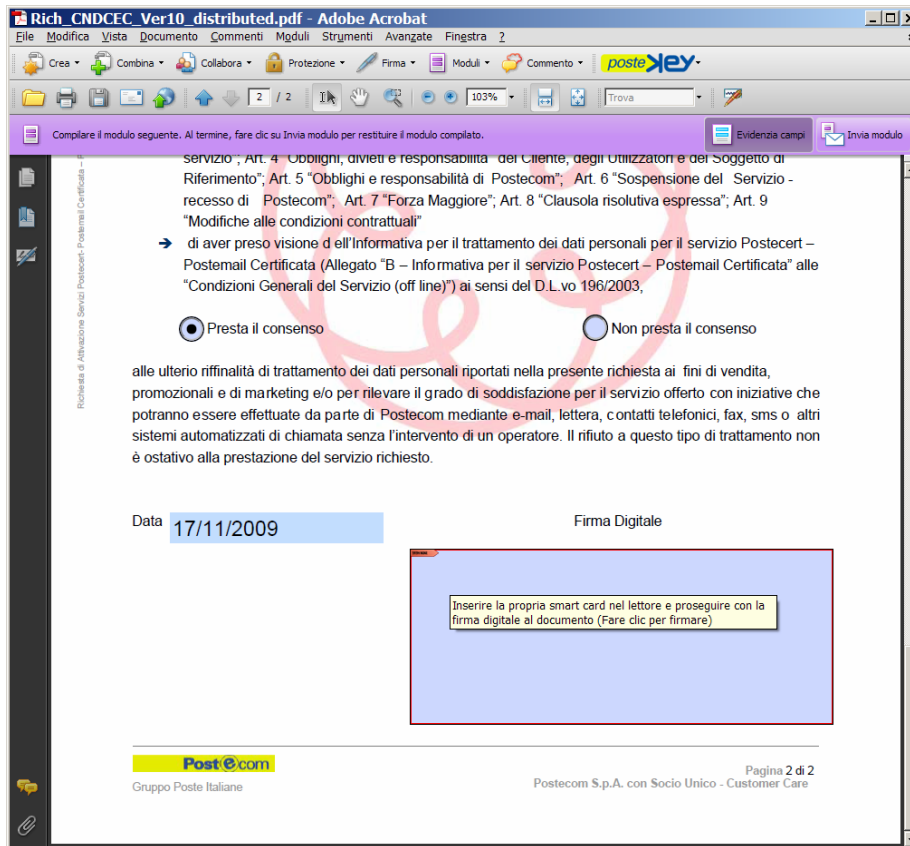 Rich_CNDCEC_Ver10_distributed.pdf - Adobe Acrobat
File Modifica Vista Documento Commenti Moduli Strumenti Avanzate Finestra ?
Crea Combina Collabora Protezione Firma Moduli Commento posteKey
2 / 2 103% Trova
Compilare il modulo seguente. Al termine, fare clic su Invia modulo per restituire il modulo compilato. Evidenzia campi Invia modulo
Richiesta di Attivazione Servizi Postecert- Postemail Certificata –
servizio"; Art. 4 "Obblighi, divieti e responsabilità del Cliente, degli Utilizzatori e del Soggetto di
Riferimento"; Art. 5 “Obblighi e responsabilità di Postecom”; Art. 6 “Sospensione del Servizio -
recesso di Postecom”; Art. 7 “Forza Maggiore”; Art. 8 “Clausola risolutiva espressa”; Art. 9
“Modifiche alle condizioni contrattuali”
➔ di aver preso visione d ell’Informativa per il trattamento dei dati personali per il servizio Postecert –
Postemail Certificata (Allegato “B – Info rmativa per il servizio Postecert – Postemail Certificata” alle
“Condizioni Generali del Servizio (off line)”) ai sensi del D.L.vo 196/2003,
Presta il consenso Non presta il consenso
alle ulterio riffinalità di trattamento dei dati personali riportati nella presente richiesta ai fini di vendita,
promozionali e di marketing e/o per rilevare il grado di soddisfazione per il servizio offerto con iniziative che
potranno essere effettuate da parte di Postecom mediante e-mail, lettera, c ontatti telefonici, fax, sms o altri
sistemi automatizzati di chiamata senza l’intervento di un operatore. Il rifiuto a questo tipo di trattamento non
è ostativo alla prestazione del servizio richiesto.
Data 17/11/2009 Firma Digitale
Inserire la propria smart card nel lettore e proseguire con la
firma digitale al documento (Fare clic per firmare)
Postecom
Gruppo Poste Italiane
Pagina 2 di 2
Postecom S.p.A. con Socio Unico - Customer Care